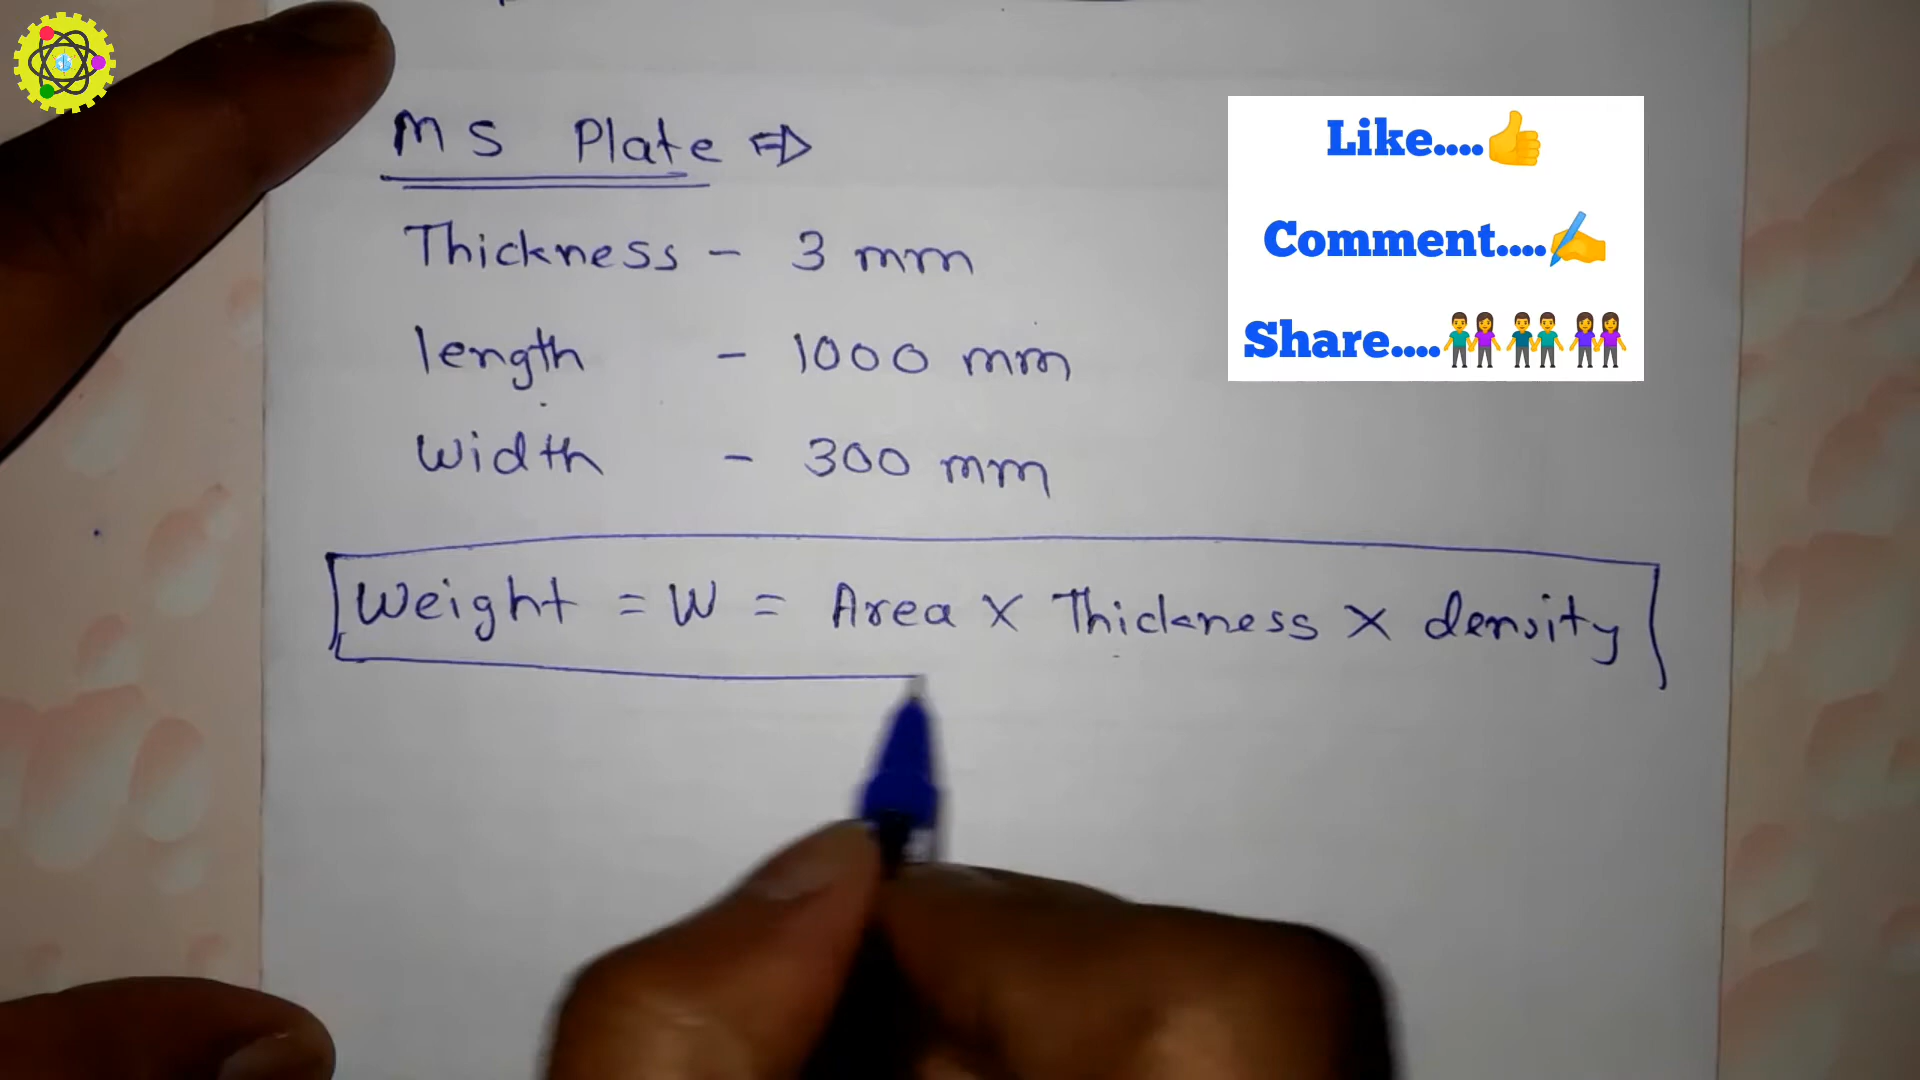 MS Plate ⇒
Thickness - 3 mm
length - 1000 mm
width - 300 mm
Weight = W = Area X Thickness X density
Like....👍
Comment....✍
Share....👫👬👭